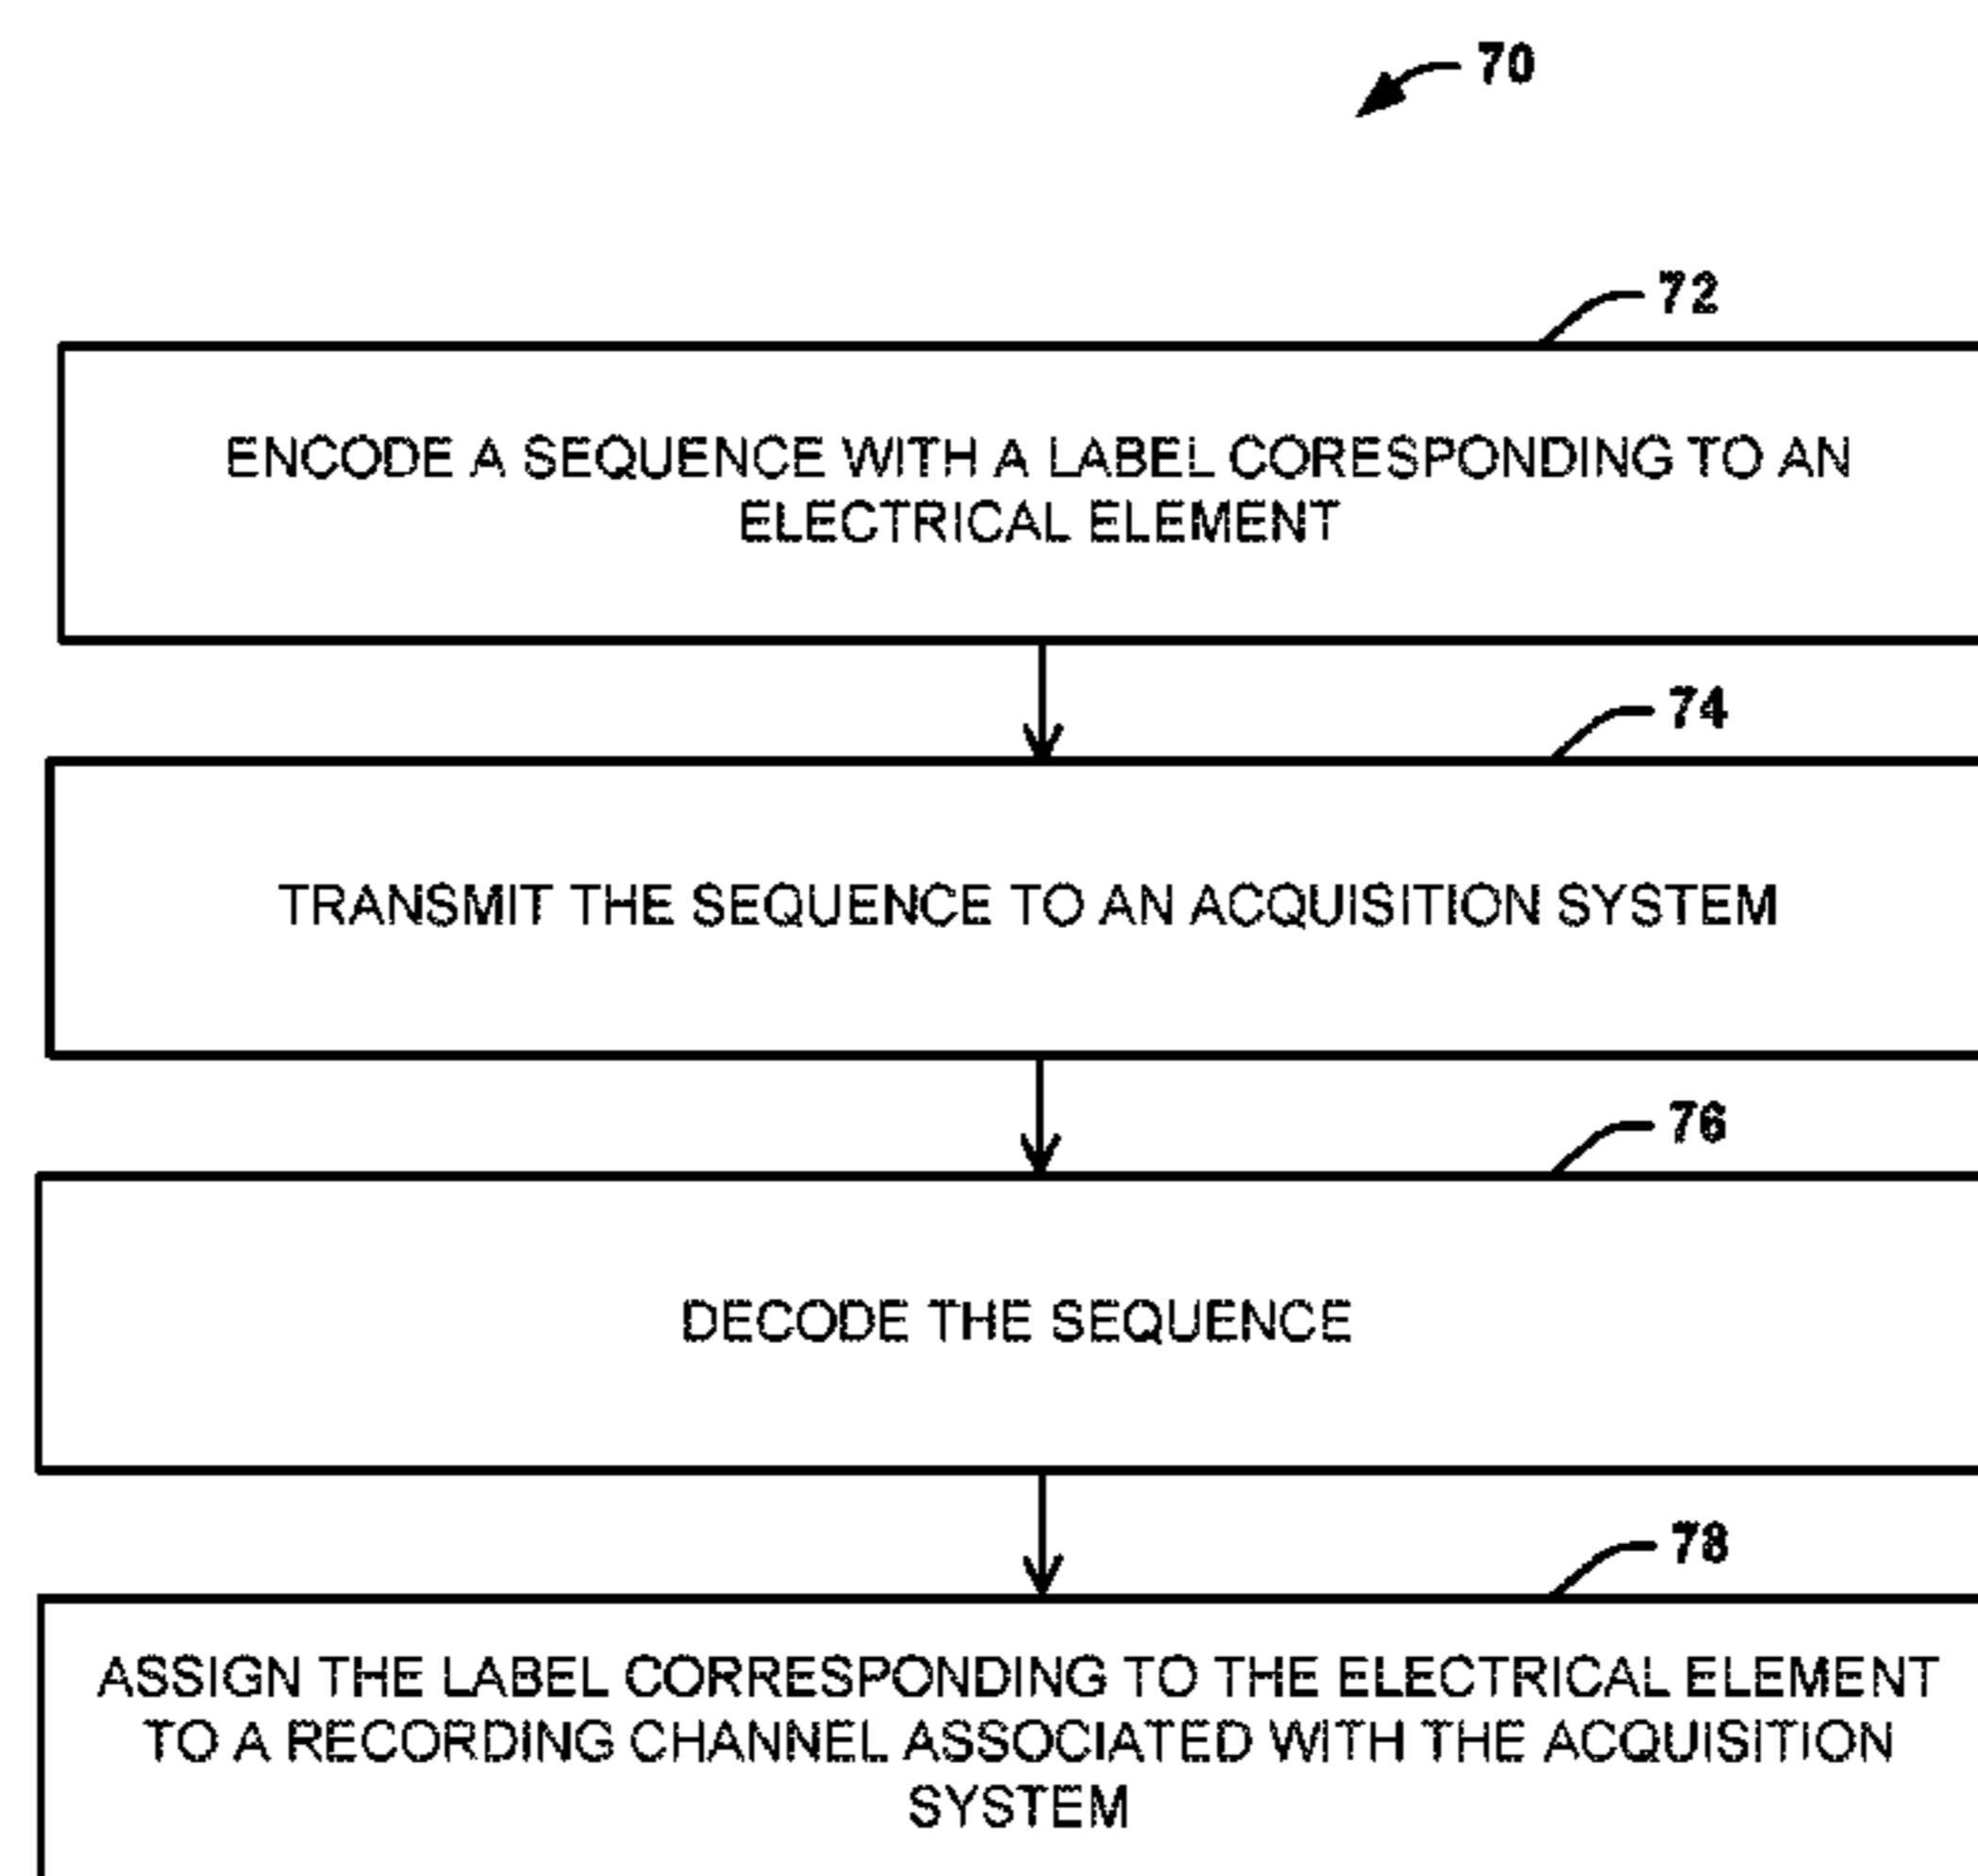 70
72
ENCODE A SEQUENCE WITH A LABEL CORESPONDING TO AN
ELECTRICAL ELEMENT
74
TRANSMIT THE SEQUENCE TO AN ACQUISITION SYSTEM
76
DECODE THE SEQUENCE
78
ASSIGN THE LABEL CORRESPONDING TO THE ELECTRICAL ELEMENT
TO A RECORDING CHANNEL ASSOCIATED WITH THE ACQUISITION
SYSTEM